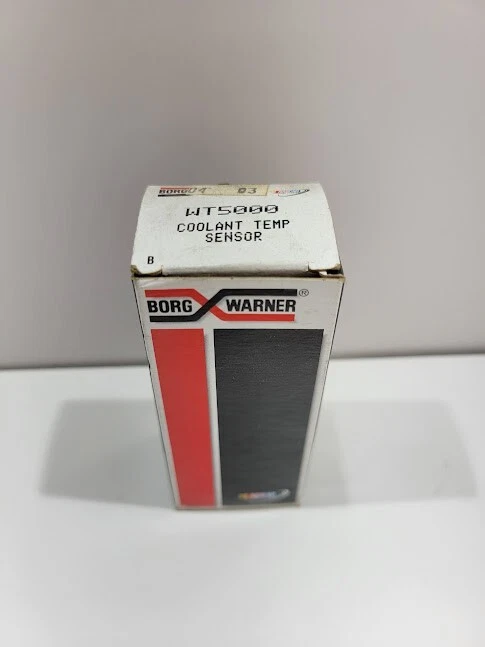 WT5000
COOLANT TEMP
SENSOR
B
BORG WARNER®